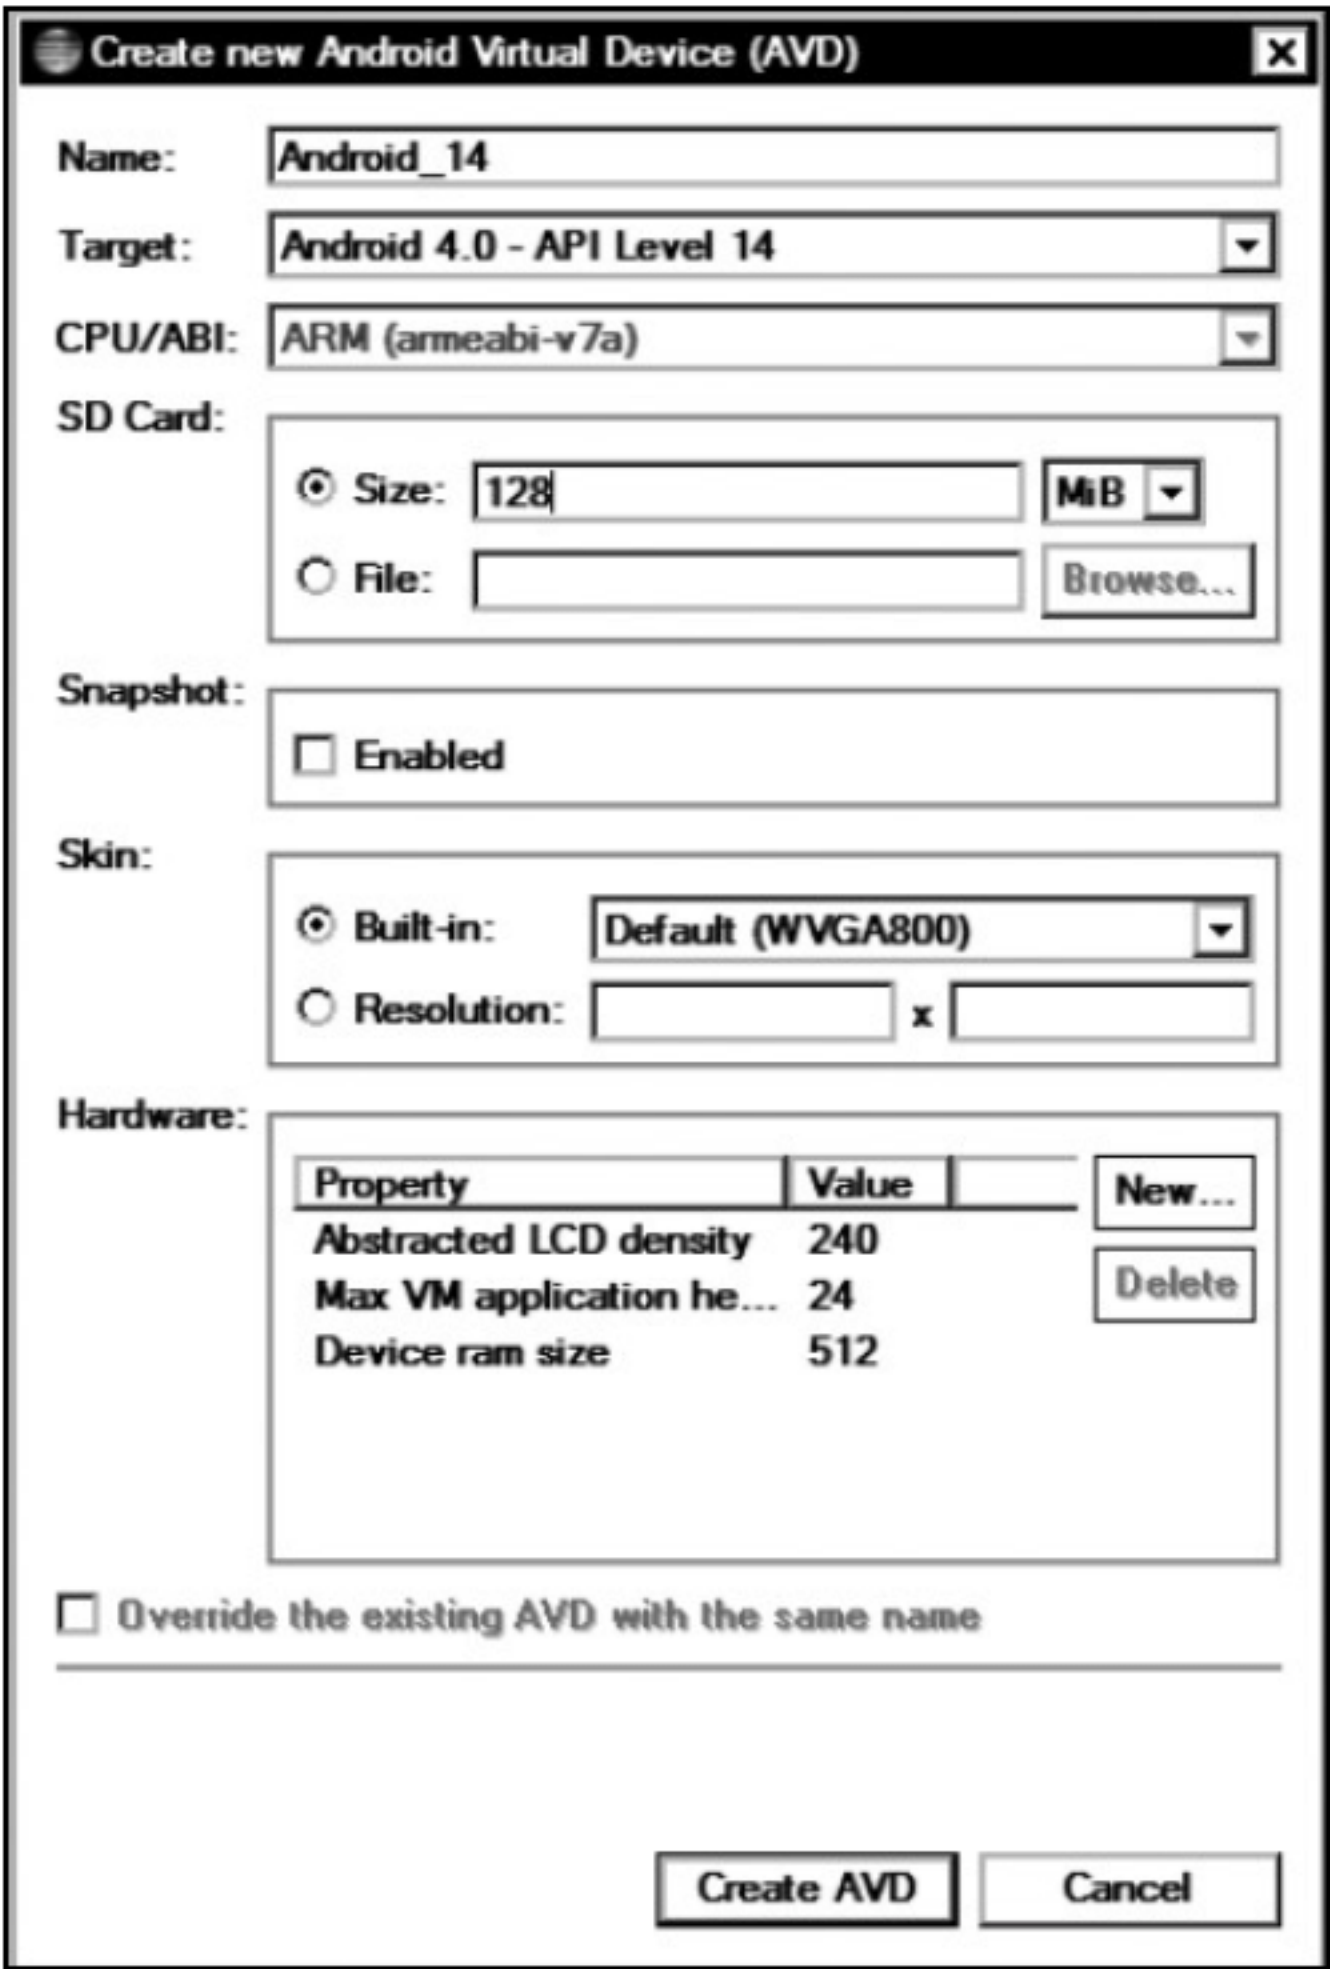 Create new Android Virtual Device (AVD)
Name: Android_14
Target: Android 4.0 - API Level 14
CPU/ABI: ARM (armeabi-v7a)
SD Card:
Size: 128 MiB
File: Browse...
Snapshot:
Enabled
Skin:
Built-in: Default (WVGA800)
Resolution: x
Hardware:
Property Value New...
Abstracted LCD density 240
Max VM application he... 24 Delete
Device ram size 512
Override the existing AVD with the same name
Create AVD Cancel